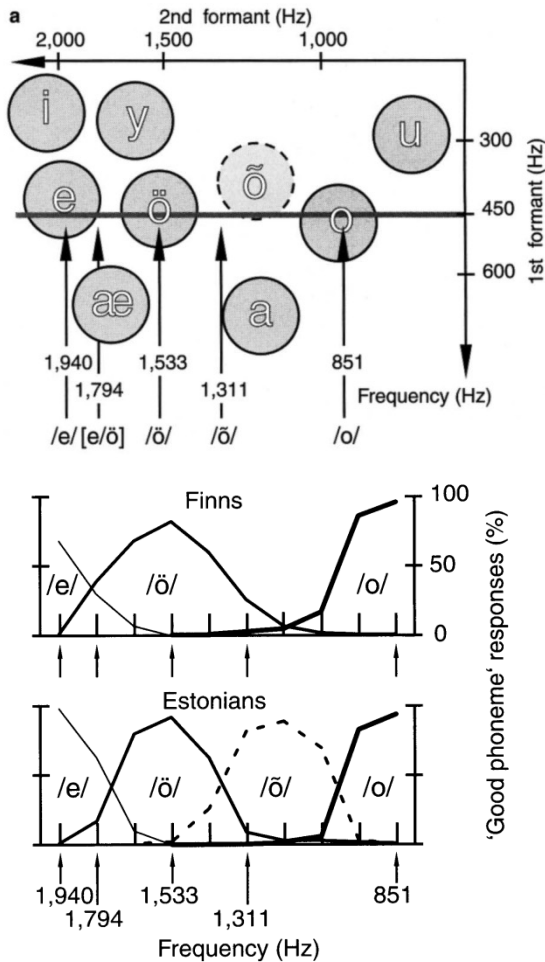 a
2nd formant (Hz)
2,000 1,500 1,000
i y u
300
e ö õ o
450
1st formant (Hz)
600
æ a
1,940 1,533 851
1,794 1,311
Frequency (Hz)
/e/ [e/ö] /ö/ /õ/ /o/
Finns
100
/e/ /ö/ /o/
50
0
'Good phoneme' responses (%)
Estonians
/e/ /ö/ /õ/ /o/
1,940 1,533 851
1,794 1,311
Frequency (Hz)